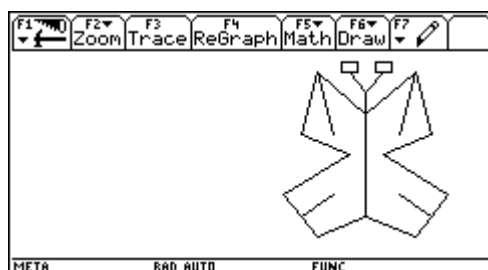 F1 F2 Zoom F3 Trace F4 ReGraph F5 Math F6 Draw F7
META RAD AUTO FUNC